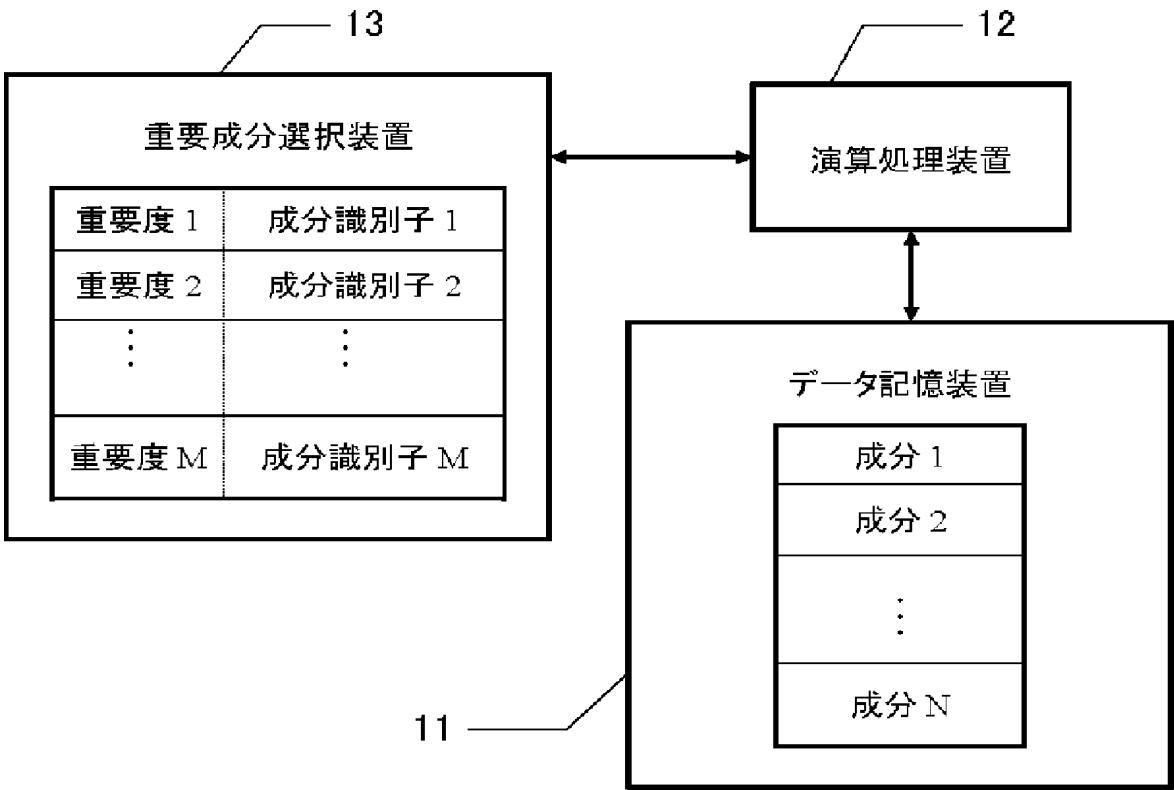 13
重要成分選択装置
重要度 1 成分識別子 1
重要度 2 成分識別子 2
⋮ ⋮
重要度 M 成分識別子 M
12
演算処理装置
データ記憶装置
成分 1
成分 2
⋮
成分 N
11